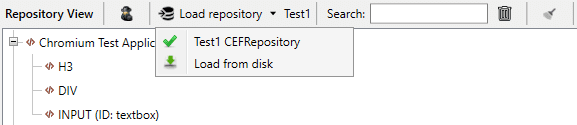 Repository View Load repository Test1 Search:
Test1 CEFRepository
Load from disk
</> Chromium Test Applic
</> H3
</> DIV
</> INPUT (ID: textbox)